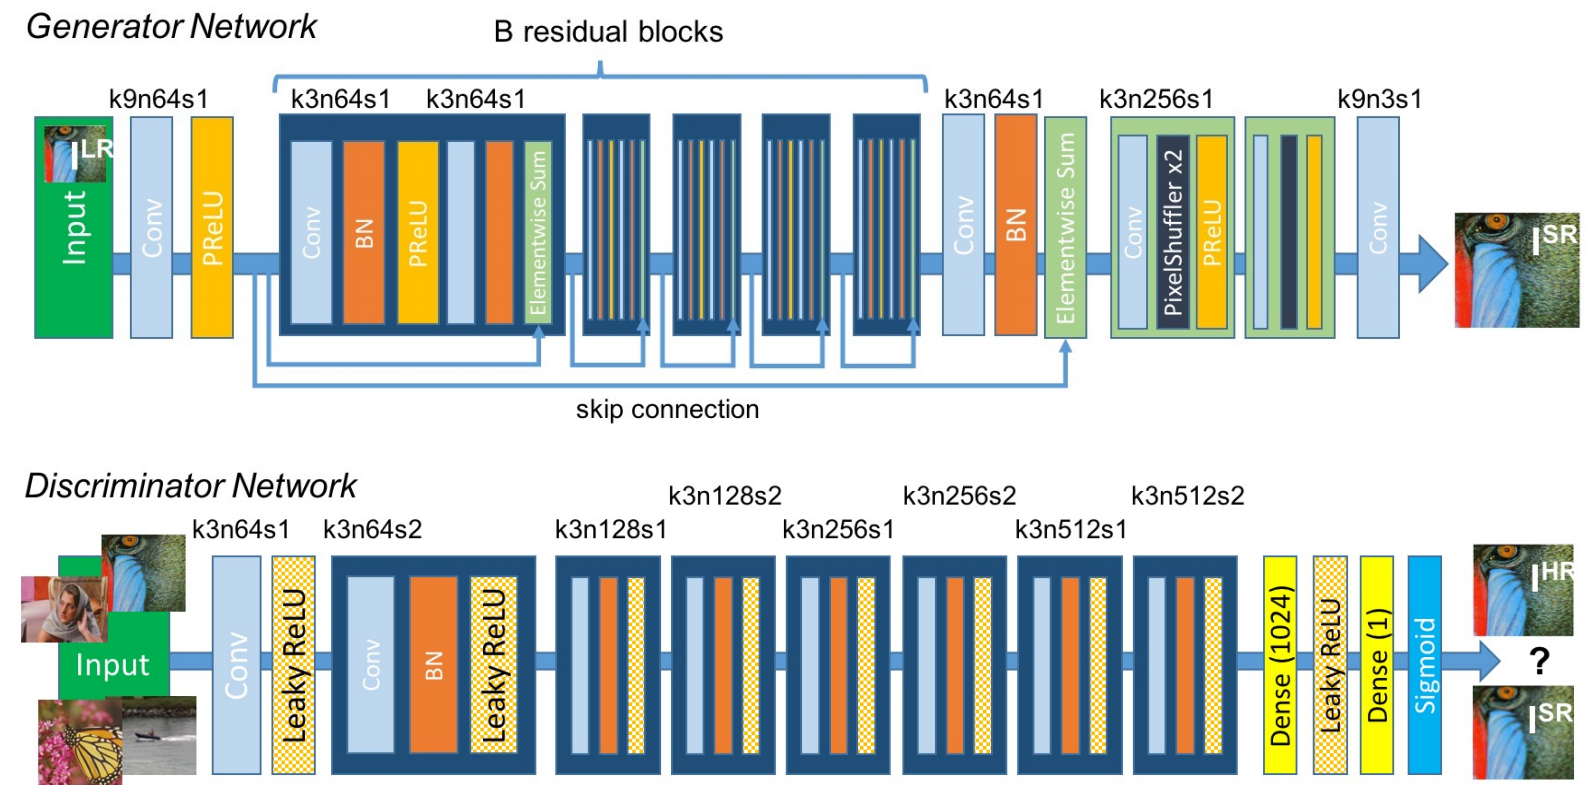 Generator Network
B residual blocks
k9n64s1
k3n64s1
k3n64s1
k3n64s1
k3n256s1
k9n3s1
I^LR
Input
Conv
PReLU
Conv
BN
PReLU
Elementwise Sum
Conv
BN
Elementwise Sum
Conv
PixelShuffler x2
PReLU
Conv
I^SR
skip connection
Discriminator Network
k3n64s1
k3n64s2
k3n128s1
k3n128s2
k3n256s1
k3n256s2
k3n512s1
k3n512s2
Input
Conv
Leaky ReLU
Conv
BN
Leaky ReLU
Dense (1024)
Leaky ReLU
Dense (1)
Sigmoid
I^HR
?
I^SR